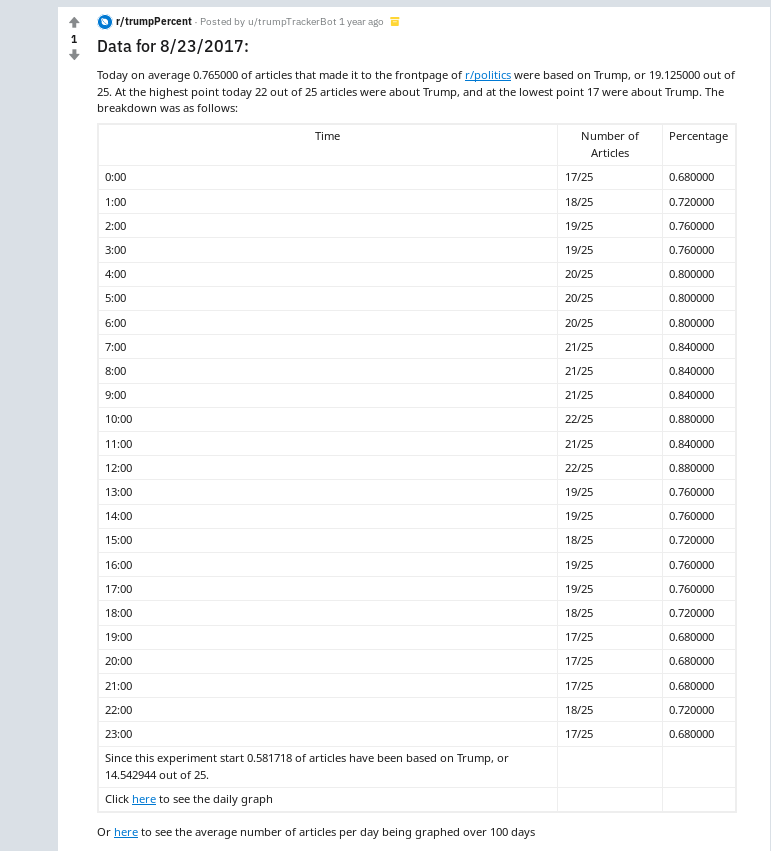 r/trumpPercent · Posted by u/trumpTrackerBot 1 year ago
1
Data for 8/23/2017:
Today on average 0.765000 of articles that made it to the frontpage of r/politics were based on Trump, or 19.125000 out of
25. At the highest point today 22 out of 25 articles were about Trump, and at the lowest point 17 were about Trump. The
breakdown was as follows:
Time Number of Articles Percentage
0:00 17/25 0.680000
1:00 18/25 0.720000
2:00 19/25 0.760000
3:00 19/25 0.760000
4:00 20/25 0.800000
5:00 20/25 0.800000
6:00 20/25 0.800000
7:00 21/25 0.840000
8:00 21/25 0.840000
9:00 21/25 0.840000
10:00 22/25 0.880000
11:00 21/25 0.840000
12:00 22/25 0.880000
13:00 19/25 0.760000
14:00 19/25 0.760000
15:00 18/25 0.720000
16:00 19/25 0.760000
17:00 19/25 0.760000
18:00 18/25 0.720000
19:00 17/25 0.680000
20:00 17/25 0.680000
21:00 17/25 0.680000
22:00 18/25 0.720000
23:00 17/25 0.680000
Since this experiment start 0.581718 of articles have been based on Trump, or
14.542944 out of 25.
Click here to see the daily graph
Or here to see the average number of articles per day being graphed over 100 days